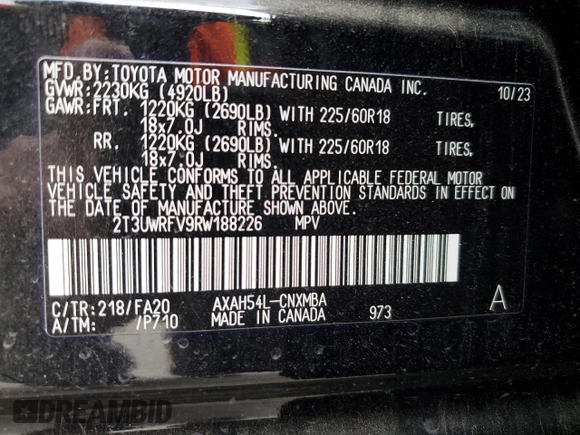 MFD.BY:TOYOTA MOTOR MANUFACTURING CANADA INC. 10/23
GVWR:2230KG (4920LB)
GAWR:FRT. 1220KG (2690LB) WITH 225/60R18 TIRES,
18x7.0J RIMS.
RR. 1220KG (2690LB) WITH 225/60R18 TIRES,
18x7.0J RIMS.
THIS VEHICLE CONFORMS TO ALL APPLICABLE FEDERAL MOTOR
VEHICLE SAFETY AND THEFT PREVENTION STANDARDS IN EFFECT ON
THE DATE OF MANUFACTURE SHOWN ABOVE.
2T3UWRFV9RW188226 MPV
C/TR:218/FA20 AXAH54L-CNXMBA A
A/TM: /P710 MADE IN CANADA 973
DREAMBID